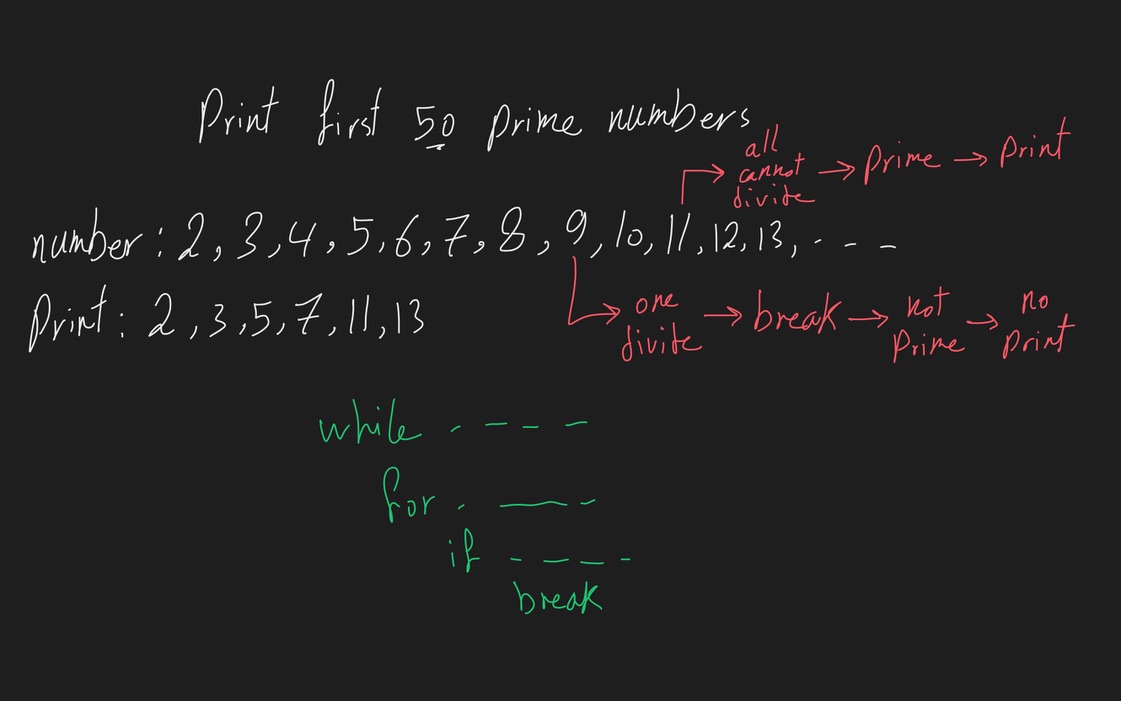 Print first 50 prime numbers
all
cannot
divide
→ Prime → Print
number: 2, 3, 4, 5, 6, 7, 8, 9, 10, 11, 12, 13, - - -
Print: 2, 3, 5, 7, 11, 13
one
divide
→ break → not
Prime
→ no
print
while - - - -
for - — -
if - - - -
break